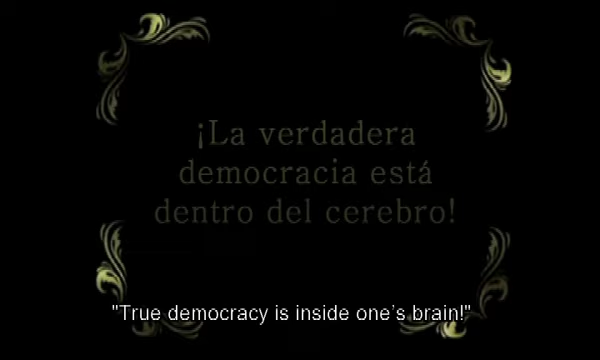 ¡La verdadera
democracia está
dentro del cerebro!
"True democracy is inside one's brain!"